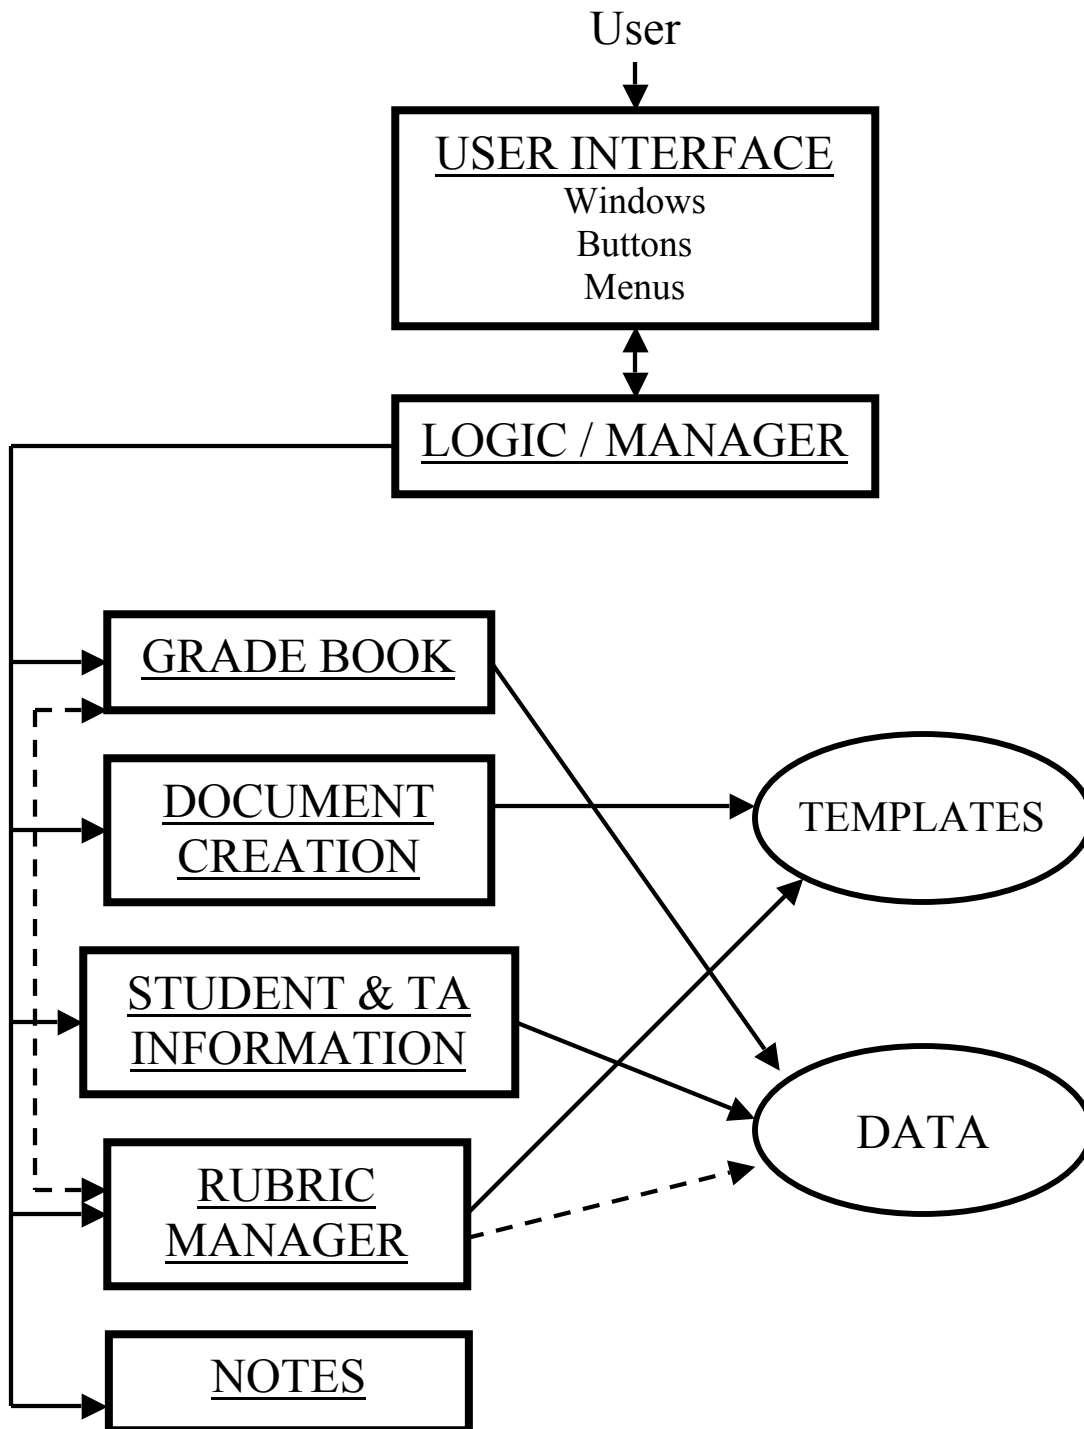 User
USER INTERFACE
Windows
Buttons
Menus
LOGIC / MANAGER
GRADE BOOK
DOCUMENT
CREATION
TEMPLATES
STUDENT & TA
INFORMATION
DATA
RUBRIC
MANAGER
NOTES